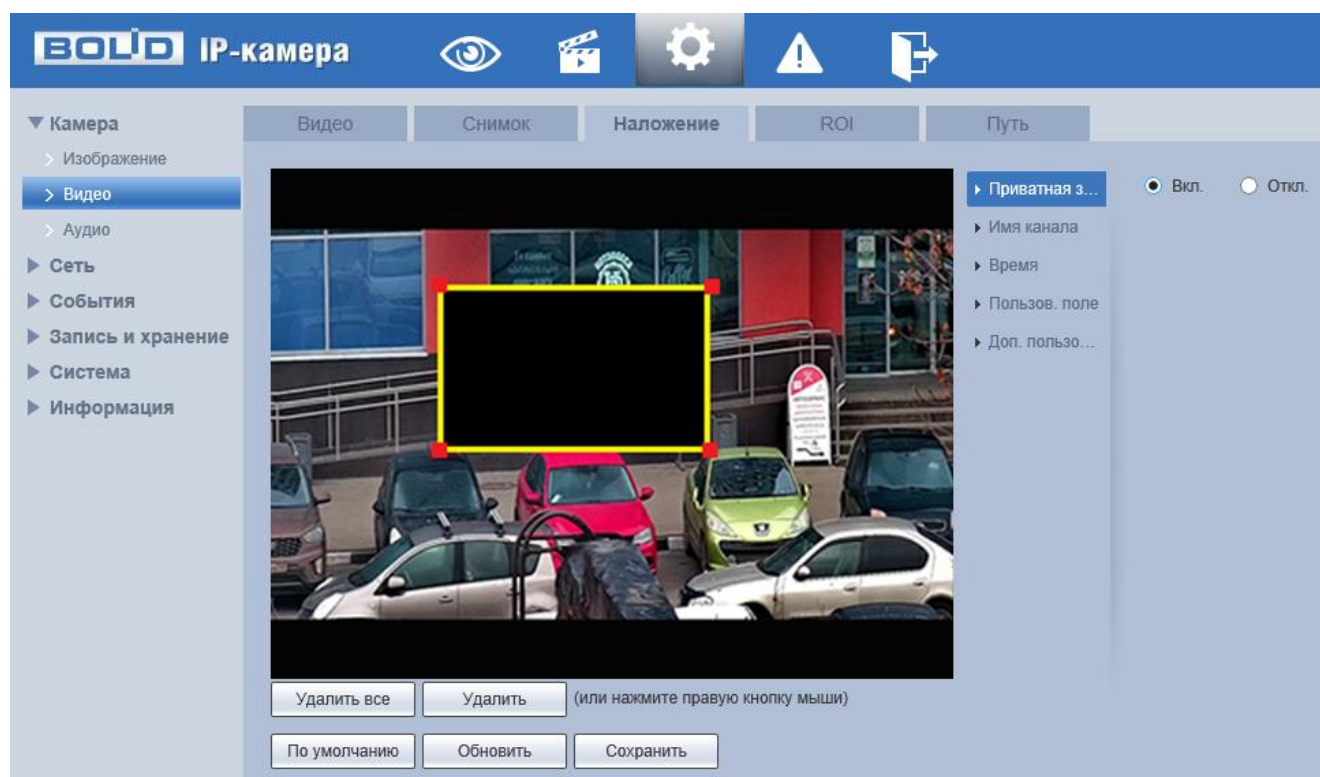 BOLID IP-камера
Камера
Изображение
Видео
Аудио
Сеть
События
Запись и хранение
Система
Информация
Видео
Снимок
Наложение
ROI
Путь
Приватная з...
Имя канала
Время
Пользов. поле
Доп. пользо...
Вкл.
Откл.
Удалить все
Удалить
(или нажмите правую кнопку мыши)
По умолчанию
Обновить
Сохранить